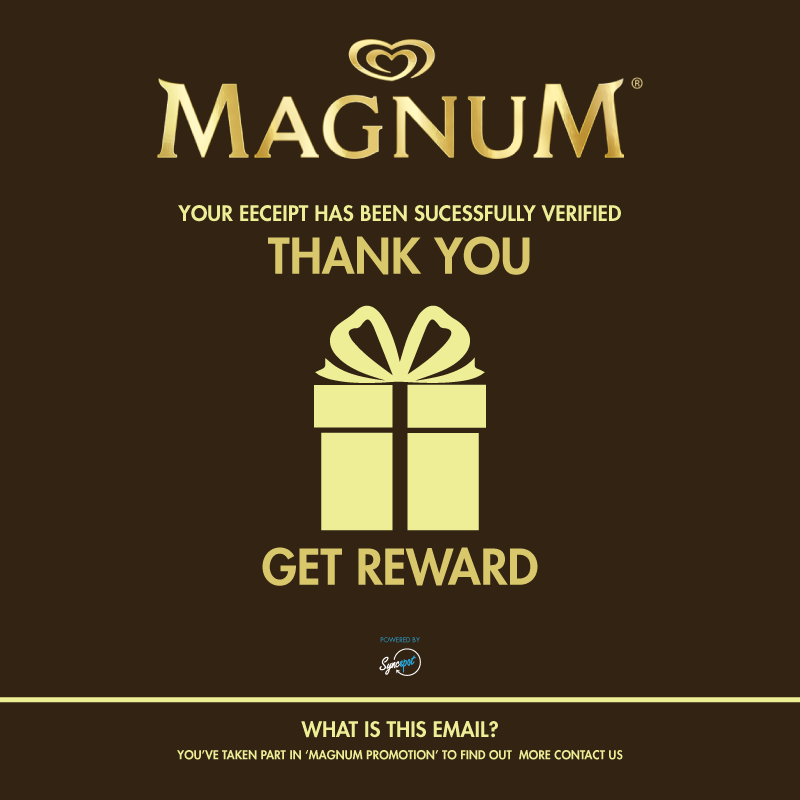 MAGNUM®
YOUR EECEIPT HAS BEEN SUCESSFULLY VERIFIED
THANK YOU
GET REWARD
POWERED BY
Syncspot
WHAT IS THIS EMAIL?
YOU'VE TAKEN PART IN 'MAGNUM PROMOTION' TO FIND OUT MORE CONTACT US